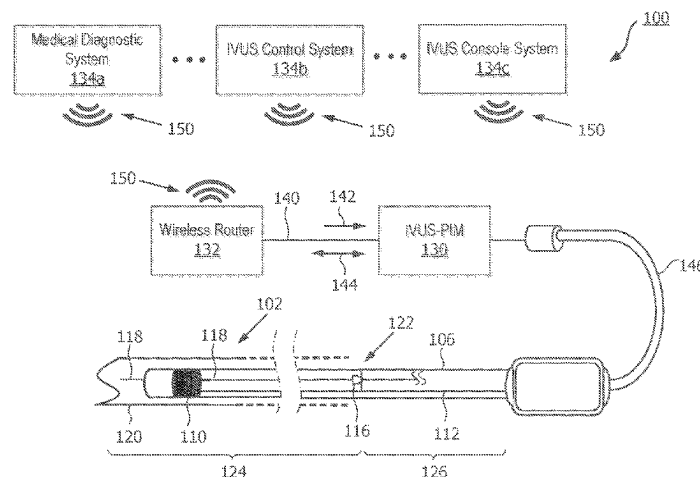 100
Medical Diagnostic
System
134a
IVUS Control System
134b
IVUS Console System
134c
150
150
150
150
Wireless Router
132
140
142
144
IVUS-PIM
130
146
102
118
118
122
106
120
110
116
112
124
126